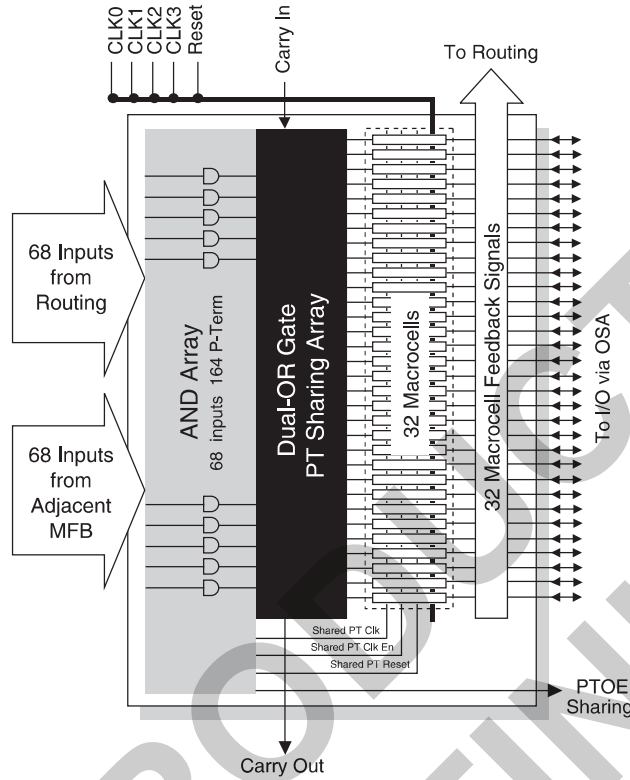 CLK0
CLK1
CLK2
CLK3
Reset
Carry In
To Routing
68 Inputs
from
Routing
68 Inputs
from
Adjacent
MFB
AND Array
68 inputs 164 P-Term
Dual-OR Gate
PT Sharing Array
32 Macrocells
32 Macrocell Feedback Signals
To I/O via OSA
Shared PT Clk
Shared PT Clk En
Shared PT Reset
PTOE
Sharing
Carry Out